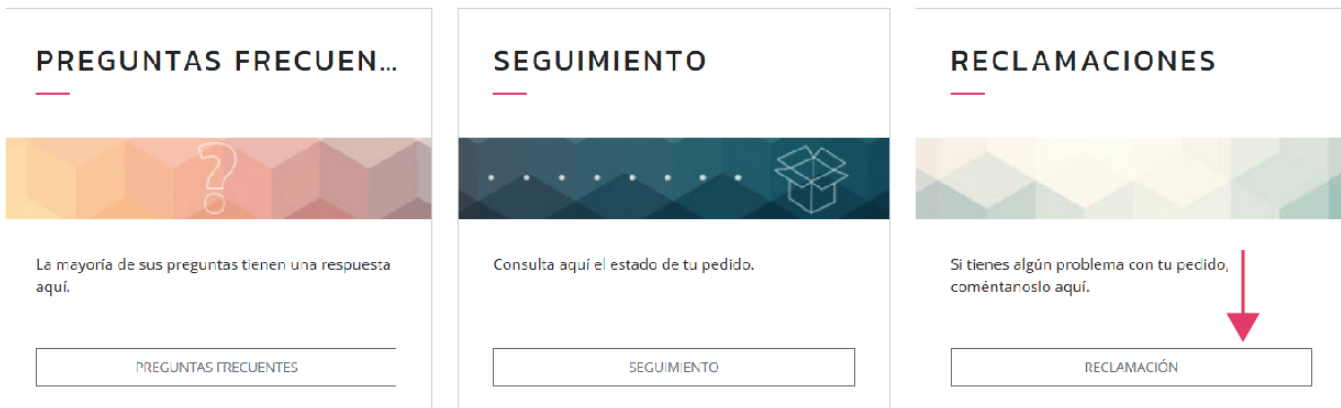 PREGUNTAS FRECUEN...
La mayoría de sus preguntas tienen una respuesta
aquí.
PREGUNTAS FRECUENTES
SEGUIMIENTO
Consulta aquí el estado de tu pedido.
SEGUIMIENTO
RECLAMACIONES
Si tienes algún problema con tu pedido,
coméntanoslo aquí.
RECLAMACIÓN